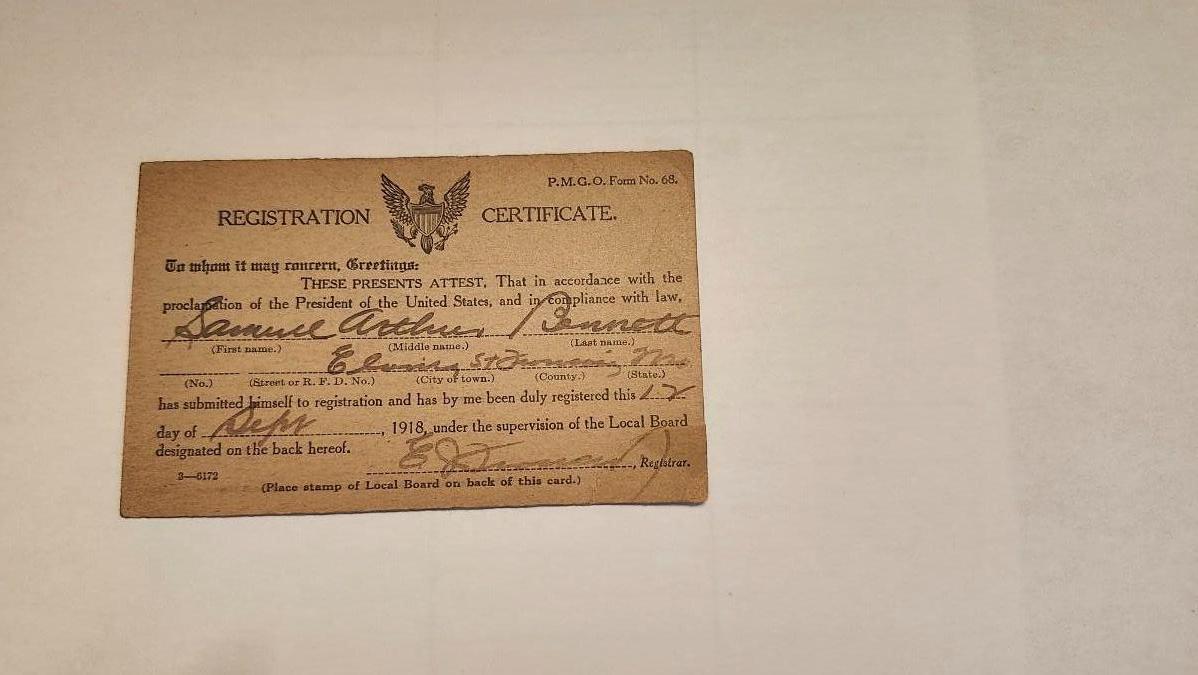 P.M.G.O. Form No. 68.
REGISTRATION CERTIFICATE.
To whom it may concern, Greetings:
THESE PRESENTS ATTEST, That in accordance with the
proclamation of the President of the United States, and in compliance with law,
Samuel Arthur Bennett
(First name.) (Middle name.) (Last name.)
Elvins St Francois Mo
(No.) (Street or R. F. D. No.) (City or town.) (County.) (State.)
has submitted himself to registration and has by me been duly registered this 12
day of Sept, 1918, under the supervision of the Local Board
designated on the back hereof.
E, Registrar.
3—6172
(Place stamp of Local Board on back of this card.)